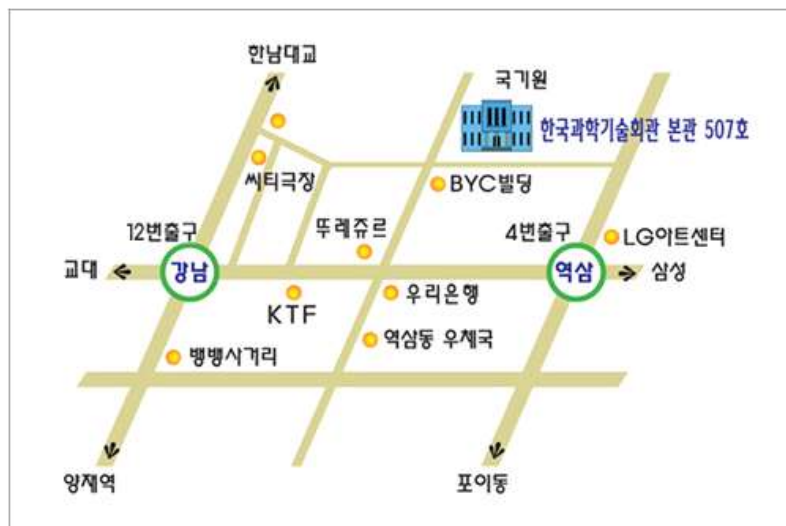 한남대교
국기원
한국과학기술회관 본관 507호
씨티극장
BYC빌딩
12번출구
뚜레쥬르
4번출구
LG아트센터
교대
강남
역삼
삼성
KTF
우리은행
역삼동 우체국
뱅뱅사거리
양재역
포이동